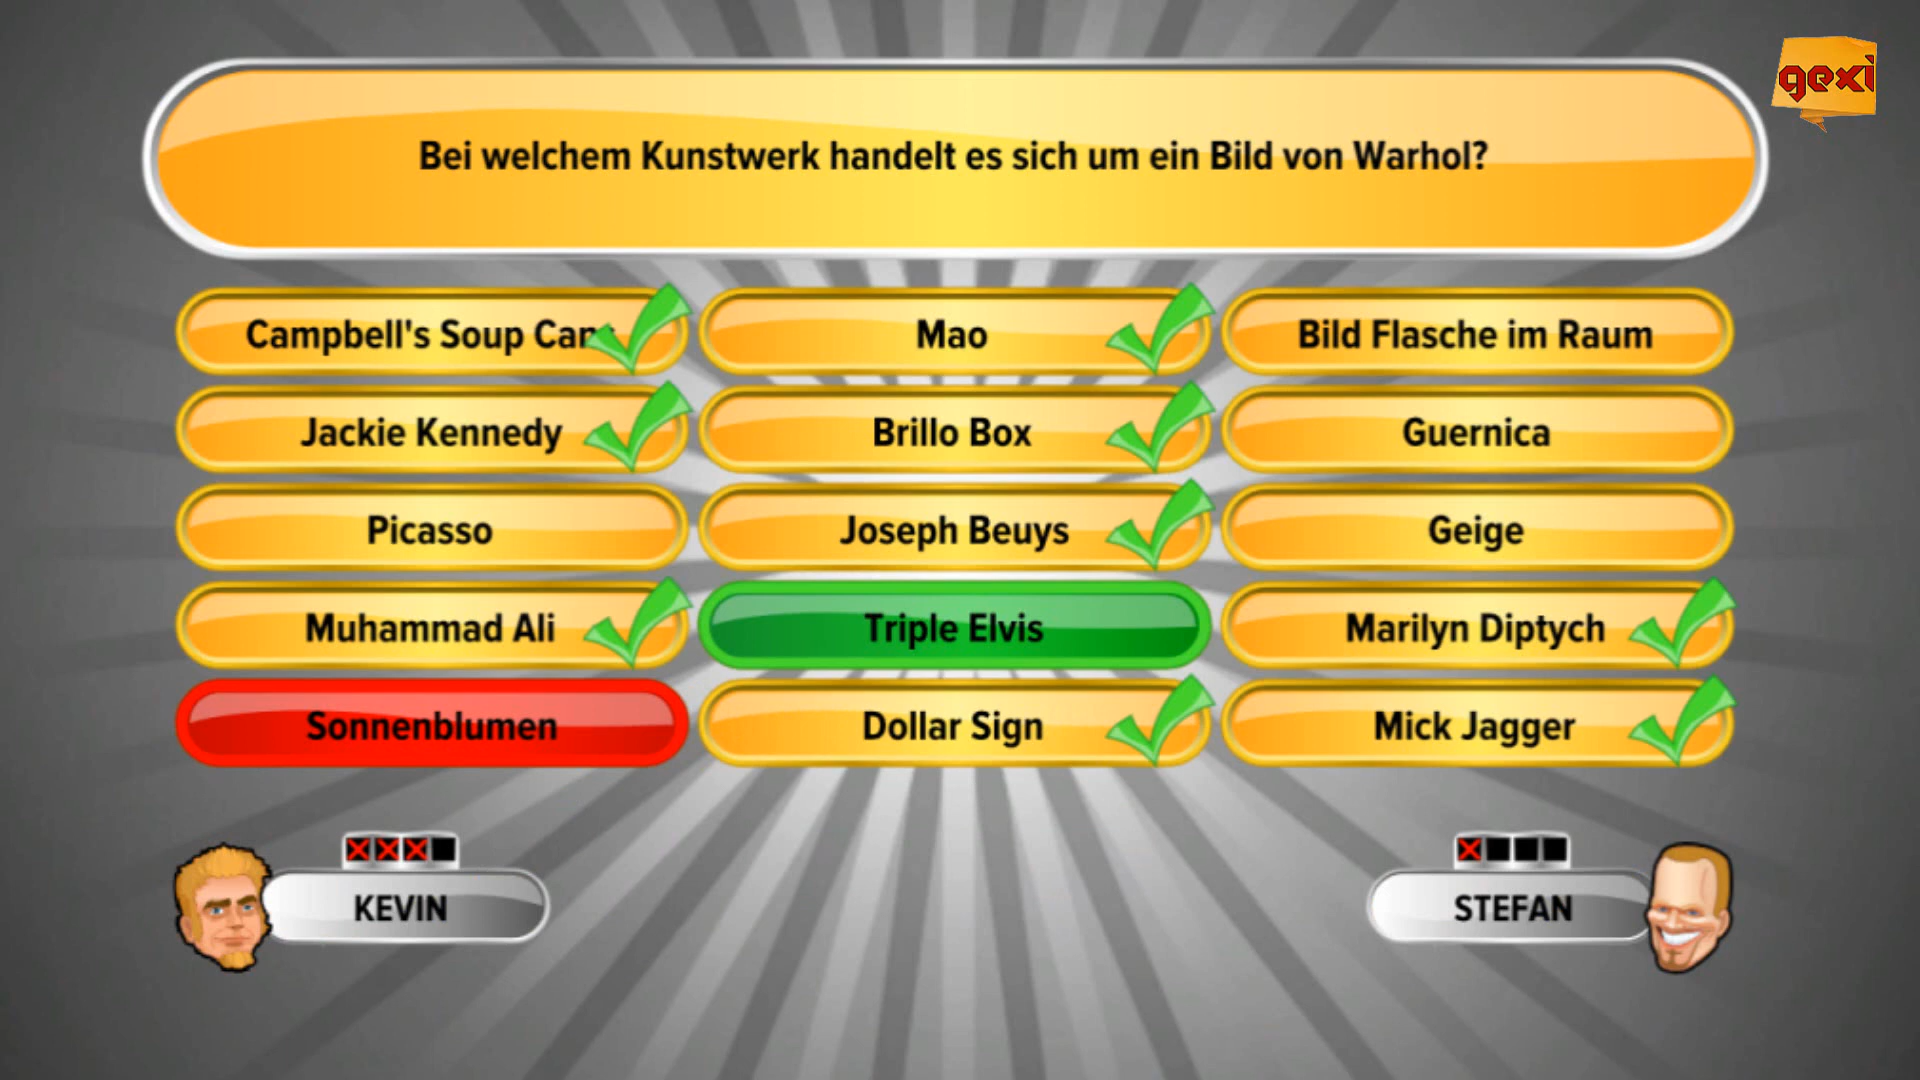 gexi
Bei welchem Kunstwerk handelt es sich um ein Bild von Warhol?
Campbell's Soup Cans
Mao
Bild Flasche im Raum
Jackie Kennedy
Brillo Box
Guernica
Picasso
Joseph Beuys
Geige
Muhammad Ali
Triple Elvis
Marilyn Diptych
Sonnenblumen
Dollar Sign
Mick Jagger
KEVIN
STEFAN